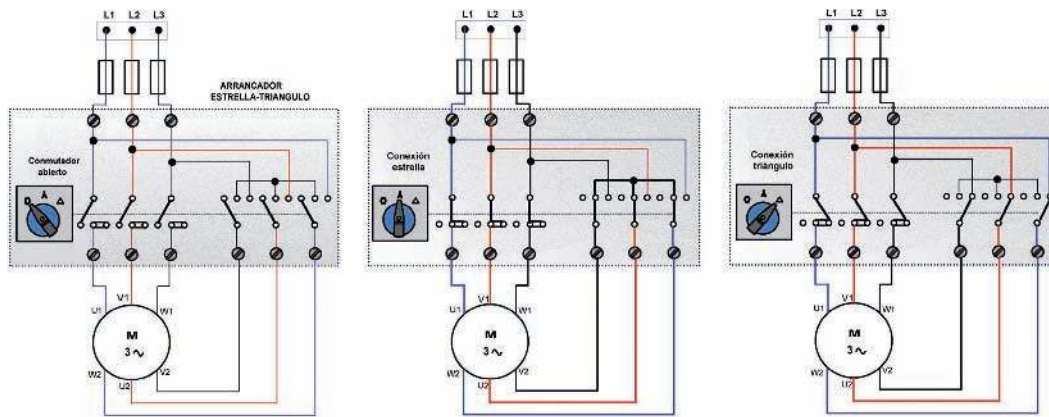 L1 L2 L3
ARRANCADOR
ESTRELLA-TRIANGULO
Conmutador
abierto
V1
U1 W1
M
3~
W2 V2
U2
L1 L2 L3
Conexión
estrella
V1
U1 W1
M
3~
W2 V2
U2
L1 L2 L3
Conexión
triángulo
V1
U1 W1
M
3~
W2 V2
U2